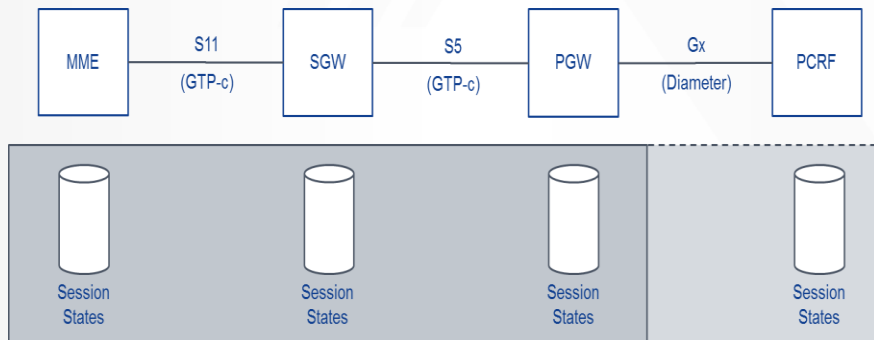 MME
S11
(GTP-c)
SGW
S5
(GTP-c)
PGW
Gx
(Diameter)
PCRF
Session
States
Session
States
Session
States
Session
States